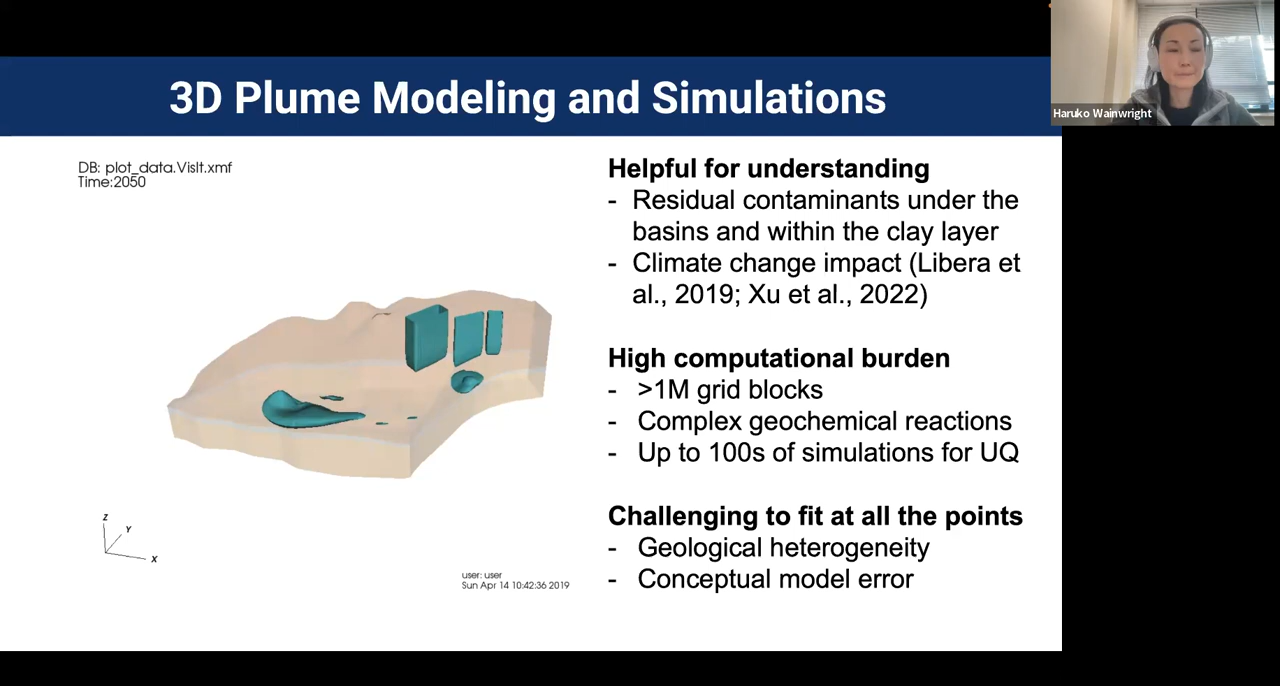 3D Plume Modeling and Simulations
Haruko Wainwright
DB: plot_data.VisIt.xmf
Time:2050
Helpful for understanding
- Residual contaminants under the
basins and within the clay layer
- Climate change impact (Libera et
al., 2019; Xu et al., 2022)
High computational burden
- >1M grid blocks
- Complex geochemical reactions
- Up to 100s of simulations for UQ
Challenging to fit at all the points
- Geological heterogeneity
- Conceptual model error
Z
Y
X
user: user
Sun Apr 14 10:42:36 2019